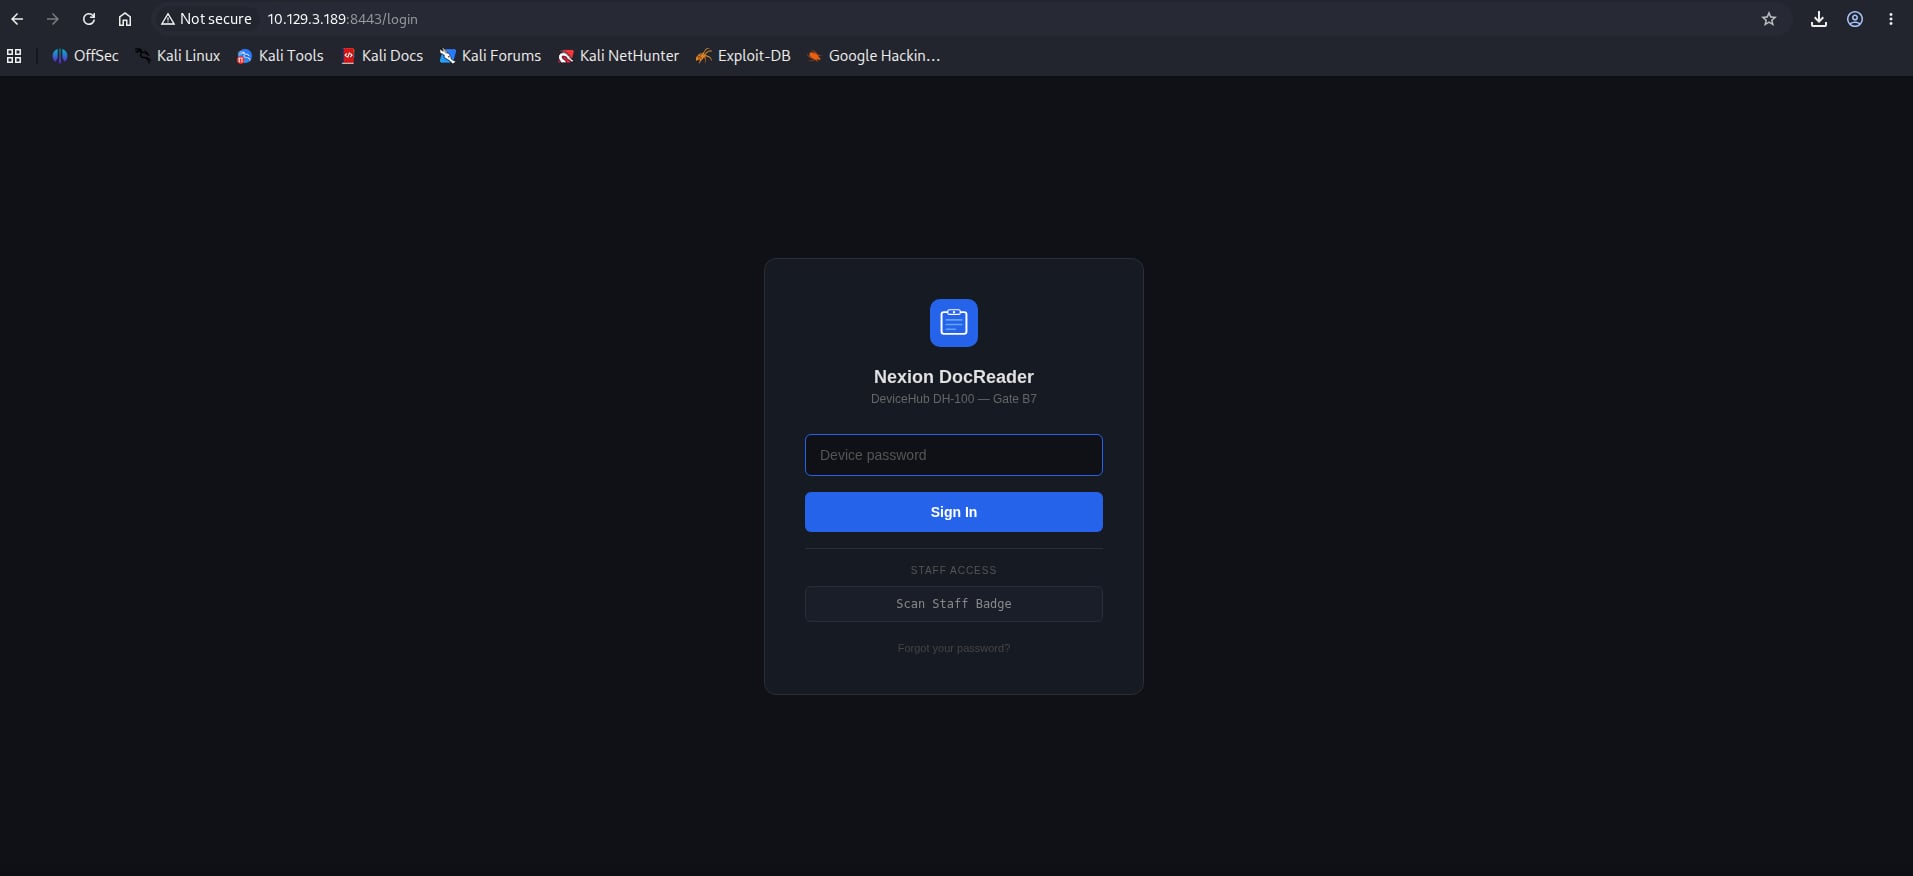 Not secure 10.129.3.189:8443/login
OffSec Kali Linux Kali Tools Kali Docs Kali Forums Kali NetHunter Exploit-DB Google Hackin…
Nexion DocReader
DeviceHub DH-100 — Gate B7
Device password
Sign In
STAFF ACCESS
Scan Staff Badge
Forgot your password?